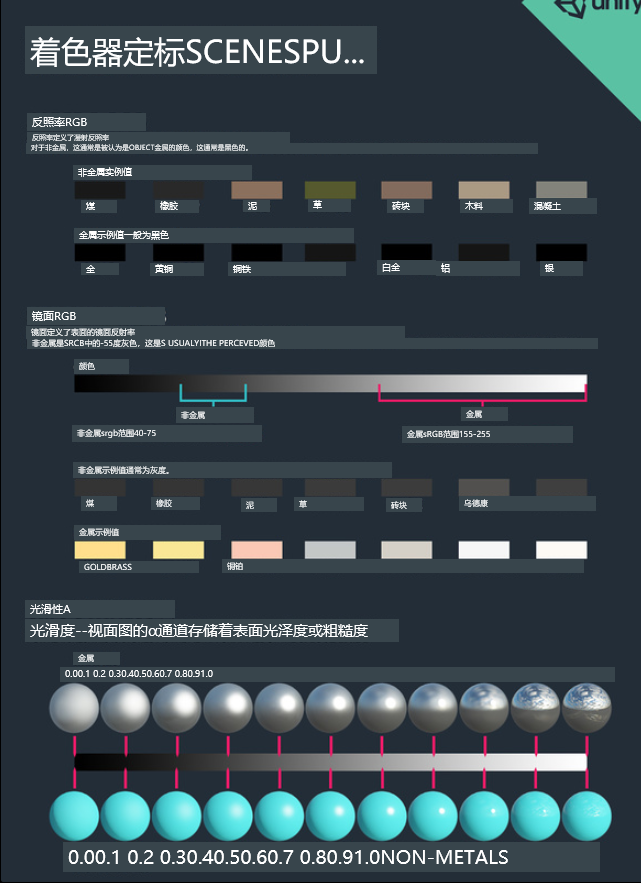 unity
着色器定标SCENESPU...
反照率RGB
反照率定义了漫射反照率
对于非金属，这通常是被认为是OBJECT金属的颜色，这通常是黑色的。
非金属实例值
煤 橡胶 泥 草 砖块 木料 混凝土
全属示例值一般为黑色
全 黄铜 铜铁 白全 铝 银
镜面RGB
镜面定义了表面的镜面反射率
非金属是SRCB中的-55度灰色，这是S USUALYITHE PERCEVED颜色
颜色
非金属 金属
非金属srgb范围40-75 金属sRGB范围155-255
非金属示例值通常为灰度。
煤 橡胶 泥 草 砖块 乌德康
金属示例值
GOLDBRASS 铜铂
光滑性A
光滑度--视面图的α通道存储着表面光泽度或粗糙度
金属
0.00.1 0.2 0.30.40.50.60.7 0.80.91.0
0.00.1 0.2 0.30.40.50.60.7 0.80.91.0NON-METALS